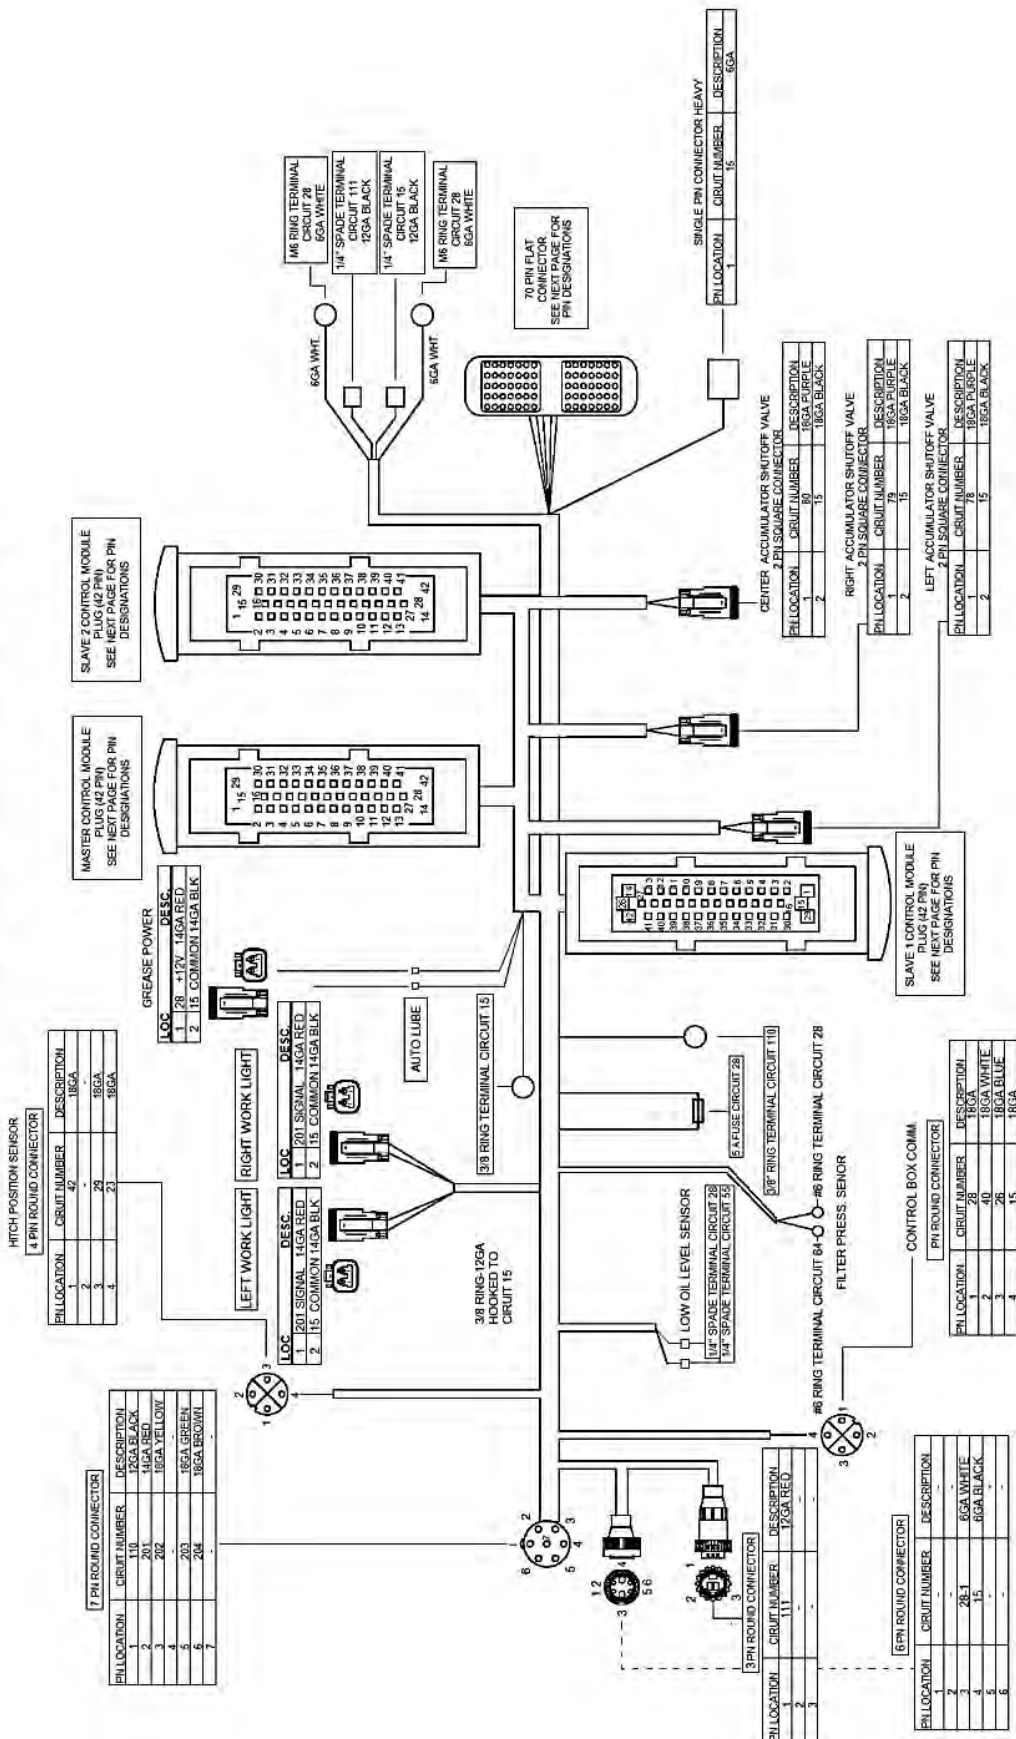 HITCH POSITION SENSOR
4 PIN ROUND CONNECTOR
PIN LOCATION CIRUIT NUMBER DESCRIPTION
1 42 18GA
2 - -
3 29 18GA
4 23 18GA
7 PIN ROUND CONNECTOR
PIN LOCATION CIRUIT NUMBER DESCRIPTION
1 110 12GA BLACK
2 201 14GA RED
3 202 18GA YELLOW
4 - -
5 203 18GA GREEN
6 204 18GA BROWN
7 - -
GREASE POWER
LOC DESC.
1 28 +12V 14GA RED
2 15 COMMON 14GA BLK
LEFT WORK LIGHT
LOC DESC.
1 201 SIGNAL 14GA RED
2 15 COMMON 14GA BLK
RIGHT WORK LIGHT
LOC DESC.
1 201 SIGNAL 14GA RED
2 15 COMMON 14GA BLK
AUTO LUBE
3/8 RING TERMINAL CIRCUIT 15
3/8 RING-12GA
HOOKED TO
CIRUIT 15
MASTER CONTROL MODULE
PLUG (42 PIN)
SEE NEXT PAGE FOR PIN
DESIGNATIONS
SLAVE 2 CONTROL MODULE
PLUG (42 PIN)
SEE NEXT PAGE FOR PIN
DESIGNATIONS
M6 RING TERMINAL
CIRCUIT 28
6GA WHITE
1/4" SPADE TERMINAL
CIRCUIT 111
12GA BLACK
1/4" SPADE TERMINAL
CIRCUIT 15
12GA BLACK
M6 RING TERMINAL
CIRCUIT 28
6GA WHITE
6GA WHT.
6GA WHT.
70 PIN FLAT
CONNECTOR
SEE NEXT PAGE FOR
PIN DESIGNATIONS
SINGLE PIN CONNECTOR HEAVY
PIN LOCATION CIRUIT NUMBER DESCRIPTION
1 15 6GA
CENTER ACCUMULATOR SHUTOFF VALVE
2 PIN SQUARE CONNECTOR
PIN LOCATION CIRUIT NUMBER DESCRIPTION
1 80 18GA PURPLE
2 15 18GA BLACK
RIGHT ACCUMULATOR SHUTOFF VALVE
2 PIN SQUARE CONNECTOR
PIN LOCATION CIRUIT NUMBER DESCRIPTION
1 79 18GA PURPLE
2 15 18GA BLACK
LEFT ACCUMULATOR SHUTOFF VALVE
2 PIN SQUARE CONNECTOR
PIN LOCATION CIRUIT NUMBER DESCRIPTION
1 78 18GA PURPLE
2 15 18GA BLACK
SLAVE 1 CONTROL MODULE
PLUG (42 PIN)
SEE NEXT PAGE FOR PIN
DESIGNATIONS
5 A FUSE CIRCUIT 28
3/8" RING TERMINAL CIRCUIT 110
#6 RING TERMINAL CIRCUIT 64
#6 RING TERMINAL CIRCUIT 28
FILTER PRESS. SENOR
LOW OIL LEVEL SENSOR
1/4" SPADE TERMINAL CIRCUIT 28
1/4" SPADE TERMINAL CIRCUIT 55
CONTROL BOX COMM.
PIN ROUND CONNECTOR
PIN LOCATION CIRUIT NUMBER DESCRIPTION
1 28 18GA
2 40 18GA WHITE
3 26 18GA BLUE
4 15 18GA
3 PIN ROUND CONNECTOR
PIN LOCATION CIRUIT NUMBER DESCRIPTION
1 111 12GA RED
2 - -
3 - -
6 PIN ROUND CONNECTOR
PIN LOCATION CIRUIT NUMBER DESCRIPTION
1 - -
2 - -
3 28-1 6GA WHITE
4 15 6GA BLACK
5 - -
6 - -